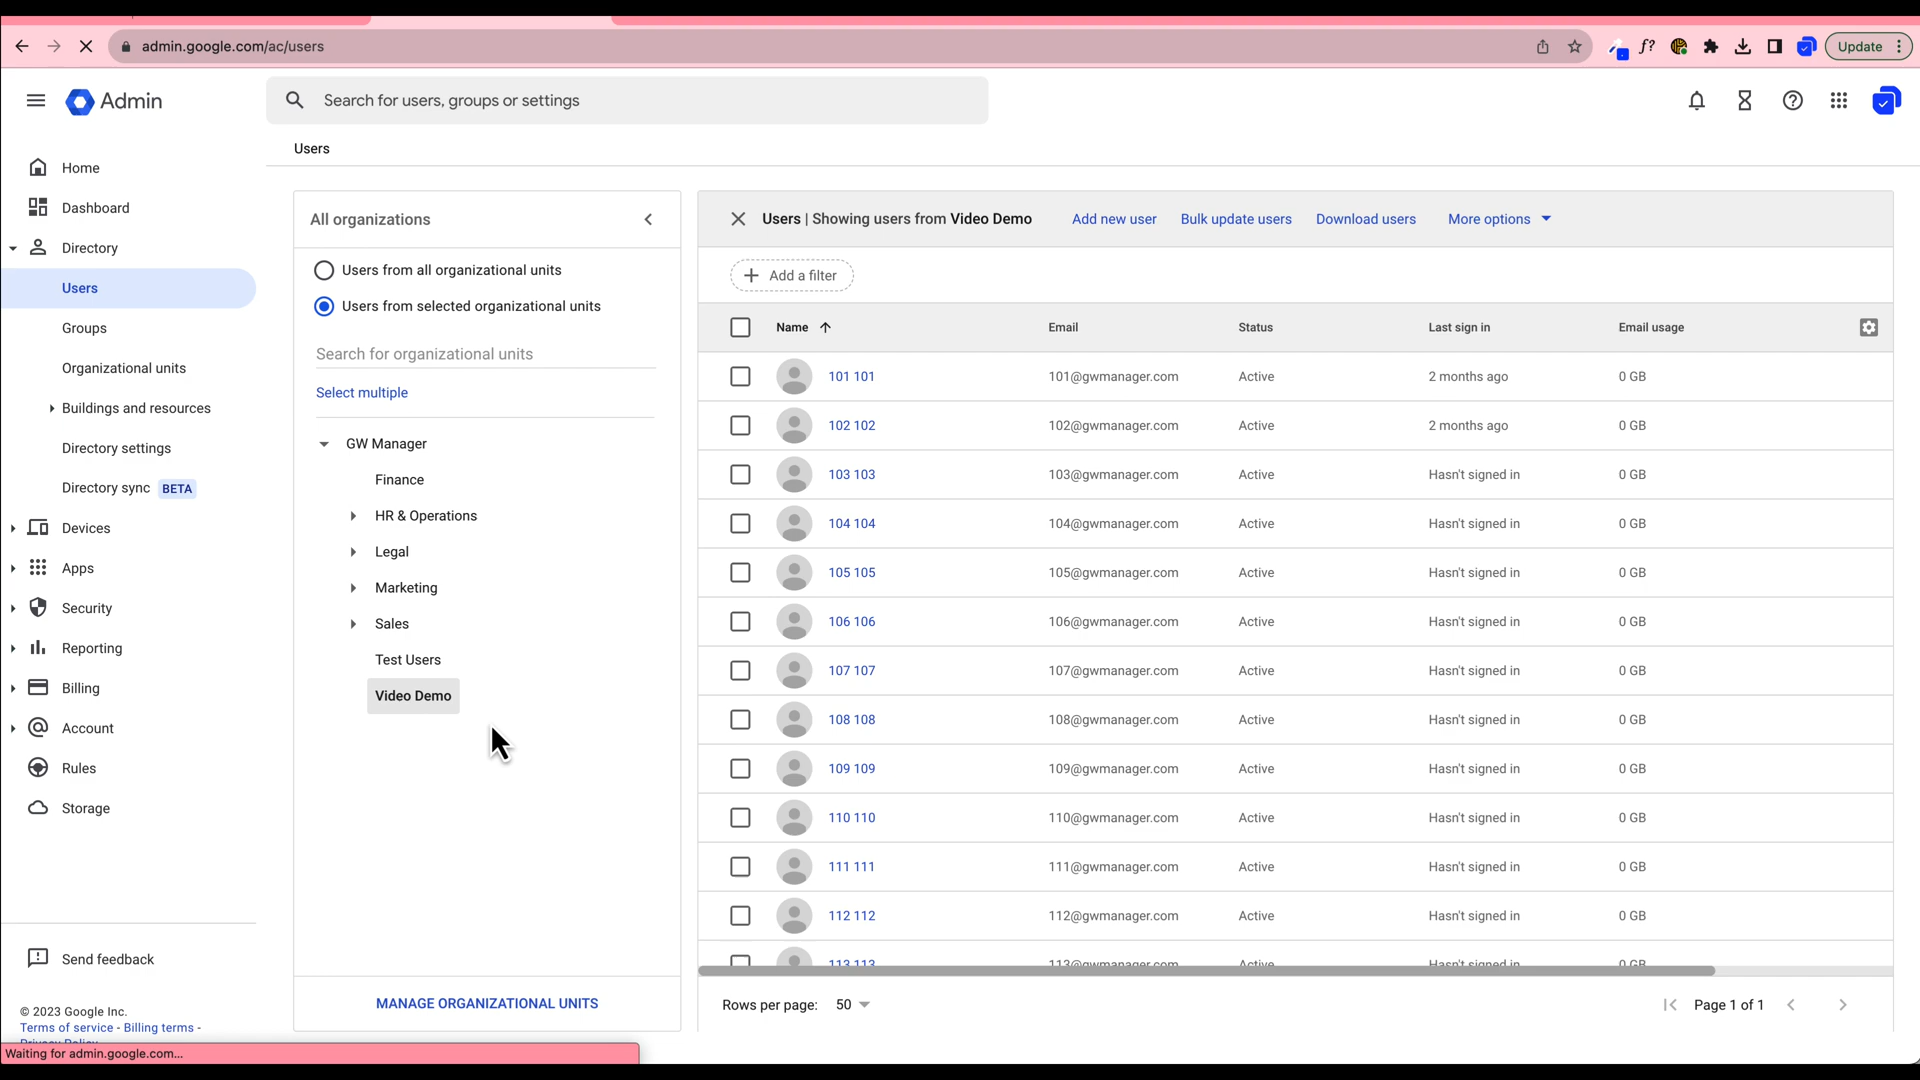 admin.google.com/ac/users
f?
Update
Admin
Search for users, groups or settings
Users
Home
Dashboard
Directory
Users
Groups
Organizational units
Buildings and resources
Directory settings
Directory sync BETA
Devices
Apps
Security
Reporting
Billing
Account
Rules
Storage
Send feedback
© 2023 Google Inc.
Terms of service - Billing terms -
Privacy Policy
Waiting for admin.google.com...
All organizations
Users from all organizational units
Users from selected organizational units
Search for organizational units
Select multiple
GW Manager
Finance
HR & Operations
Legal
Marketing
Sales
Test Users
Video Demo
MANAGE ORGANIZATIONAL UNITS
Users | Showing users from Video Demo Add new user Bulk update users Download users More options
Add a filter
Name Email Status Last sign in Email usage
101 101 101@gwmanager.com Active 2 months ago 0 GB
102 102 102@gwmanager.com Active 2 months ago 0 GB
103 103 103@gwmanager.com Active Hasn't signed in 0 GB
104 104 104@gwmanager.com Active Hasn't signed in 0 GB
105 105 105@gwmanager.com Active Hasn't signed in 0 GB
106 106 106@gwmanager.com Active Hasn't signed in 0 GB
107 107 107@gwmanager.com Active Hasn't signed in 0 GB
108 108 108@gwmanager.com Active Hasn't signed in 0 GB
109 109 109@gwmanager.com Active Hasn't signed in 0 GB
110 110 110@gwmanager.com Active Hasn't signed in 0 GB
111 111 111@gwmanager.com Active Hasn't signed in 0 GB
112 112 112@gwmanager.com Active Hasn't signed in 0 GB
113 113 113@gwmanager.com Active Hasn't signed in 0 GB
Rows per page: 50 Page 1 of 1